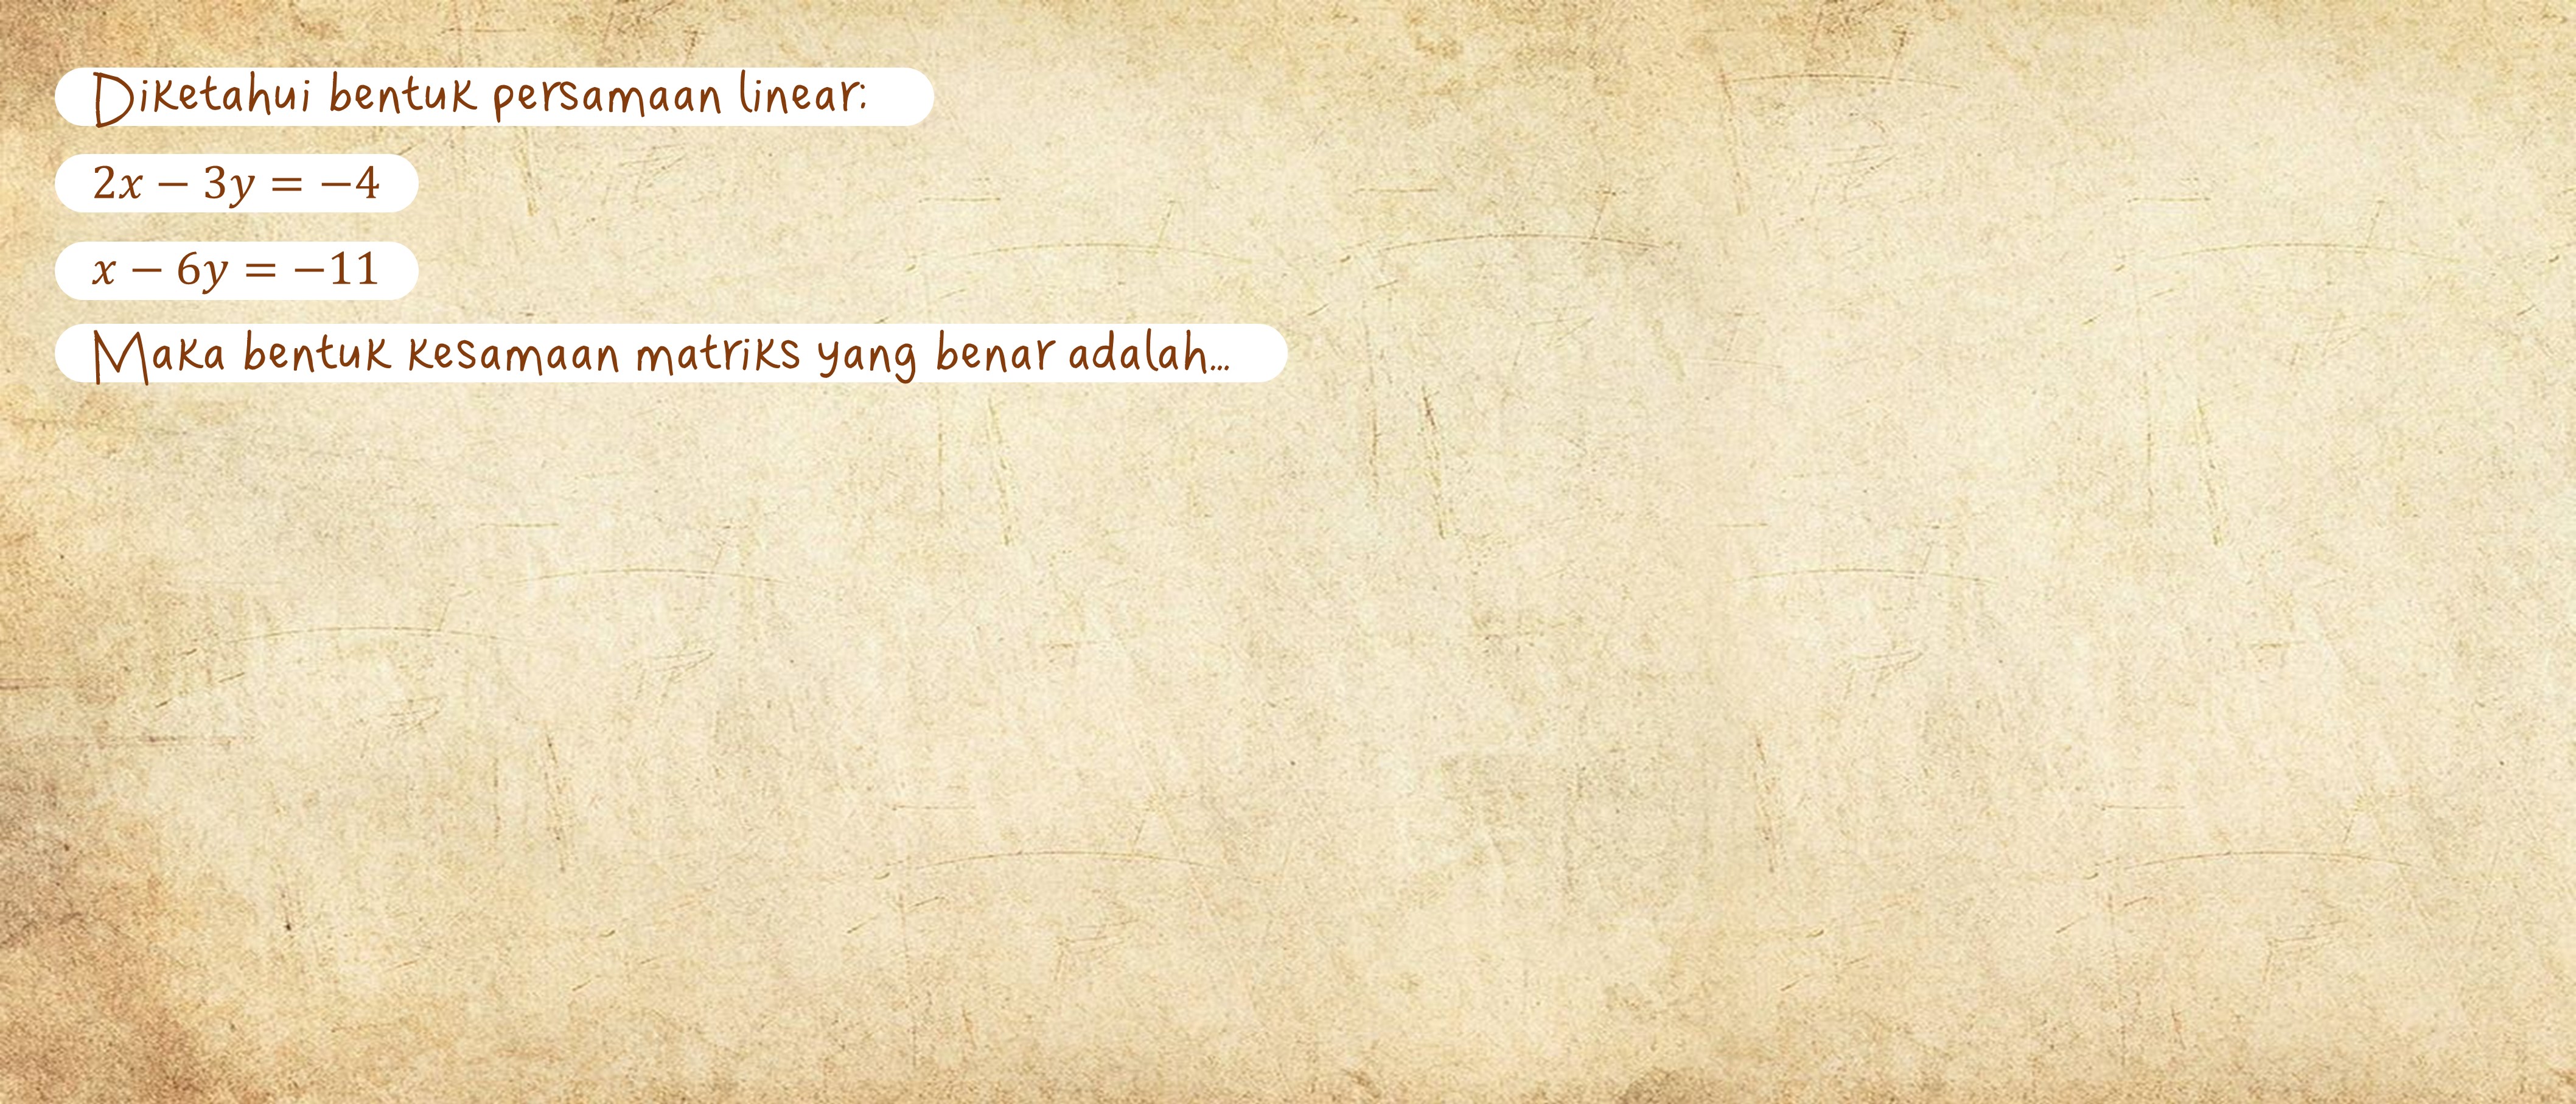 Diketahui bentuk persamaan linear:
2x − 3y = −4
x − 6y = −11
Maka bentuk kesamaan matriks yang benar adalah...